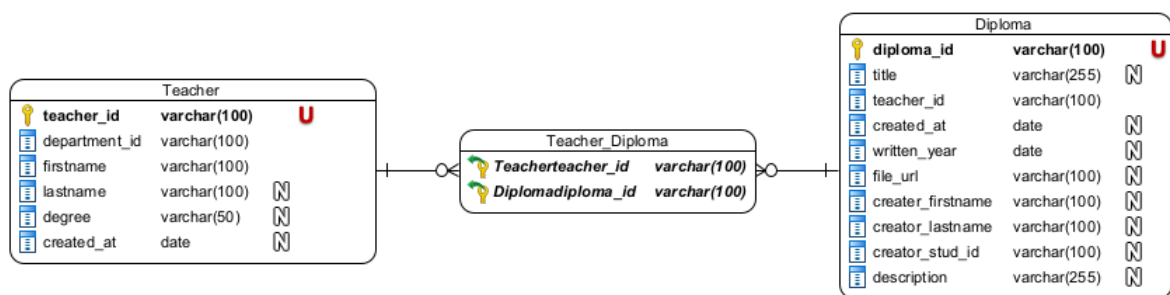 Teacher
teacher_id varchar(100) U
department_id varchar(100)
firstname varchar(100)
lastname varchar(100) N
degree varchar(50) N
created_at date N
Teacher_Diploma
Teacherteacher_id varchar(100)
Diplomadiploma_id varchar(100)
Diploma
diploma_id varchar(100) U
title varchar(255) N
teacher_id varchar(100)
created_at date N
written_year date N
file_url varchar(100) N
creater_firstname varchar(100) N
creator_lastname varchar(100) N
creator_stud_id varchar(100) N
description varchar(255) N